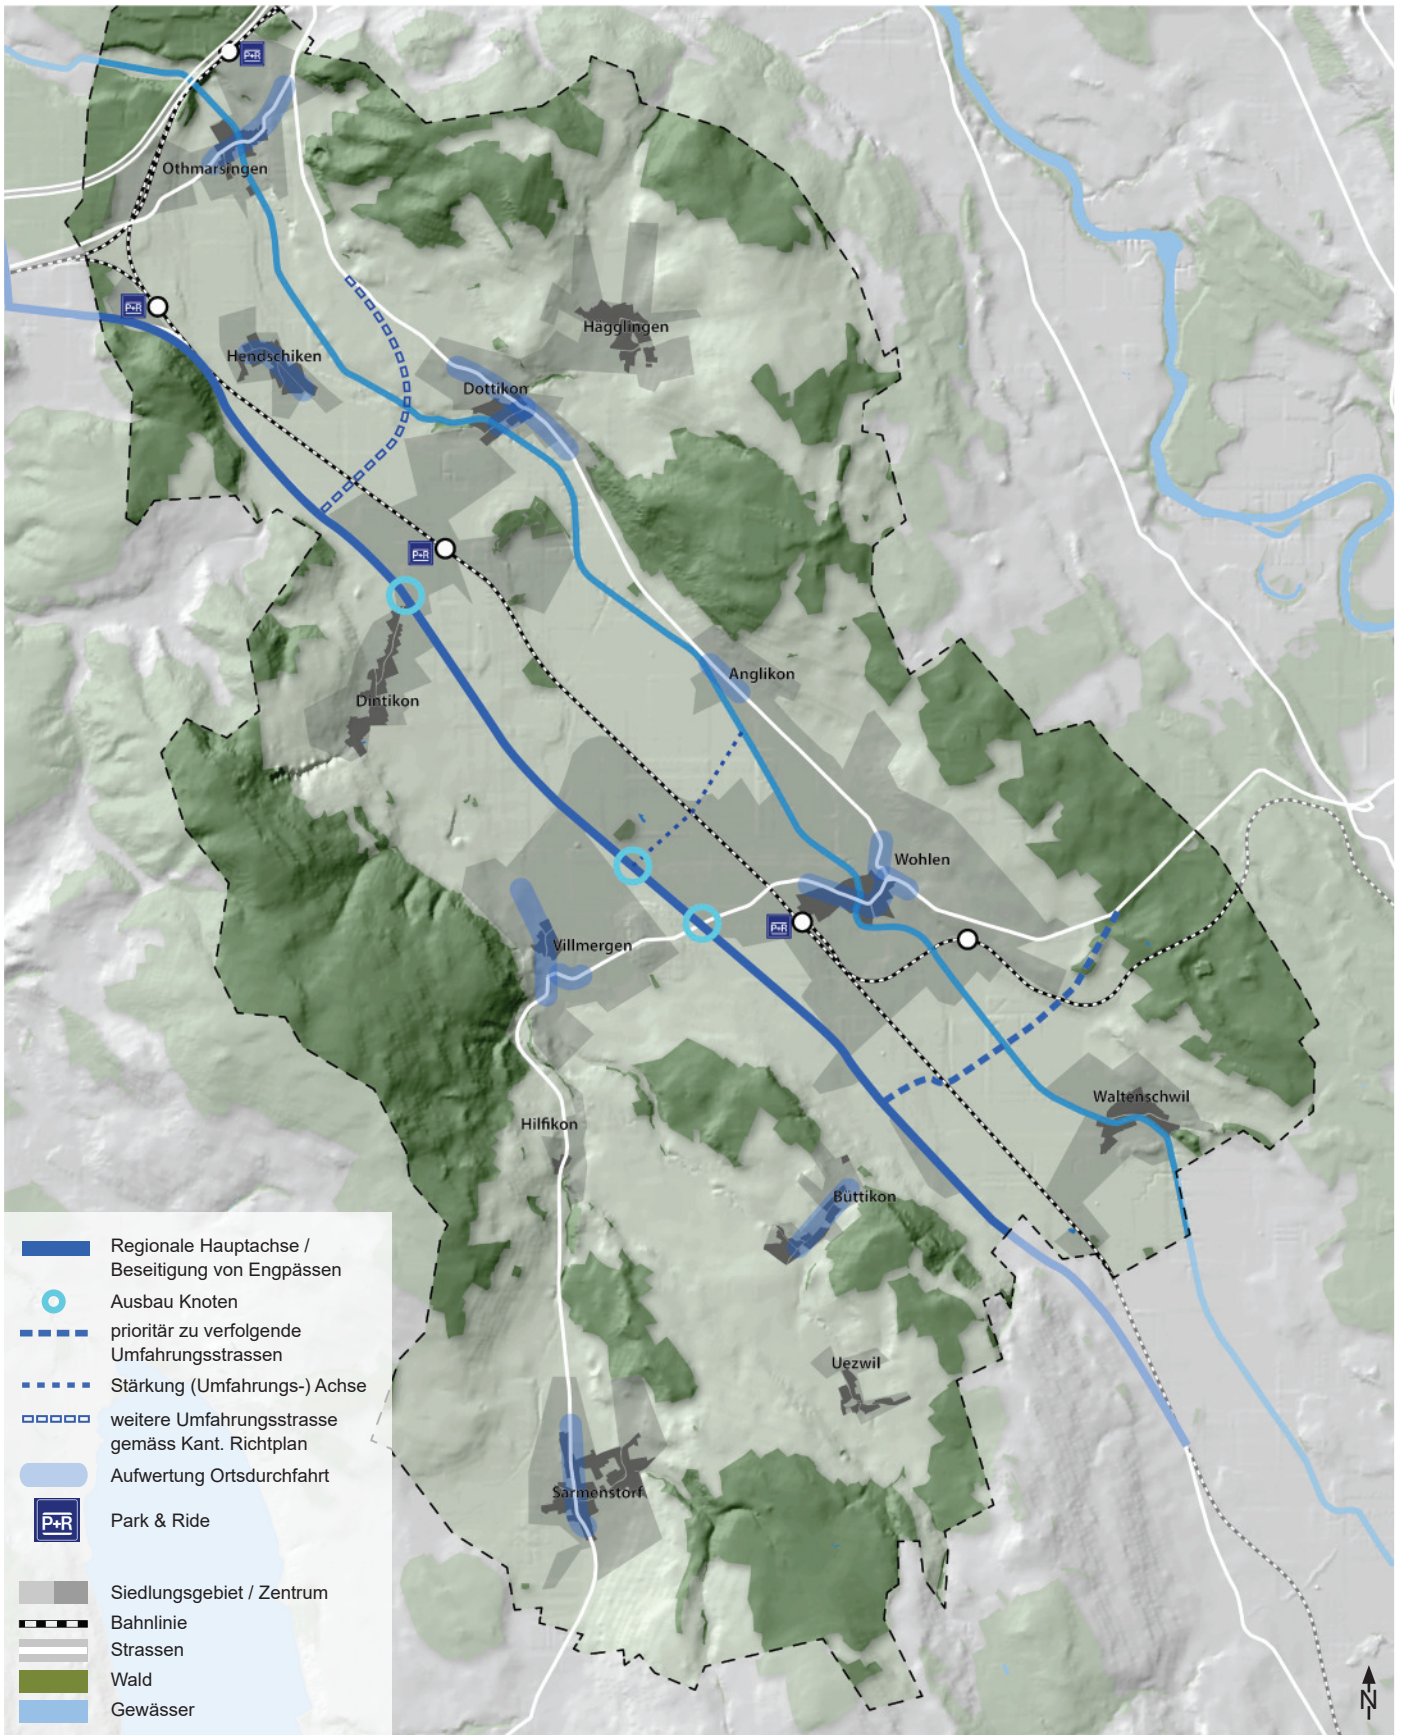 P+R
Othmarsingen
P+R
Hägglingen
Hendschiken
Dottikon
P+R
Anglikon
Dintikon
Wohlen
P+R
Villmergen
Waltenschwil
Hilfikon
Büttikon
Uezwil
Sarmenstorf
Regionale Hauptachse /
Beseitigung von Engpässen
Ausbau Knoten
prioritär zu verfolgende
Umfahrungsstrassen
Stärkung (Umfahrungs-) Achse
weitere Umfahrungsstrasse
gemäss Kant. Richtplan
Aufwertung Ortsdurchfahrt
P+R
Park & Ride
Siedlungsgebiet / Zentrum
Bahnlinie
Strassen
Wald
Gewässer
N